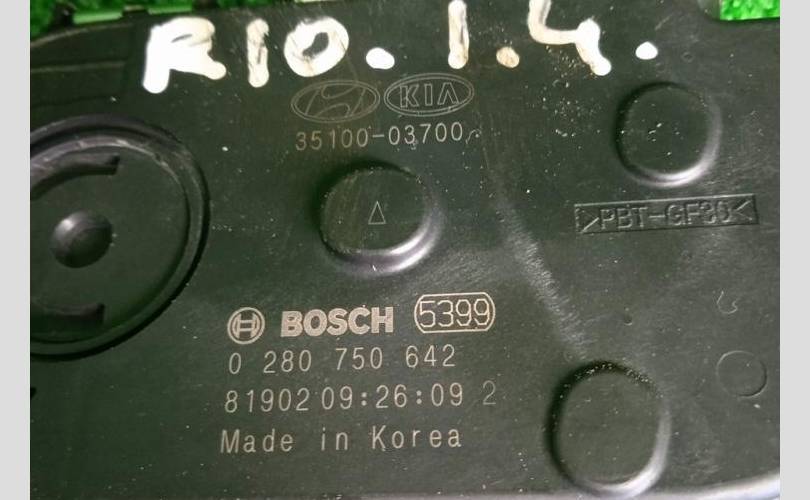 RIO. 1.4.
KIA
35100-03700
>PBT-GF30<
BOSCH 5399
0 280 750 642
81902 09:26:09 2
Made in Korea